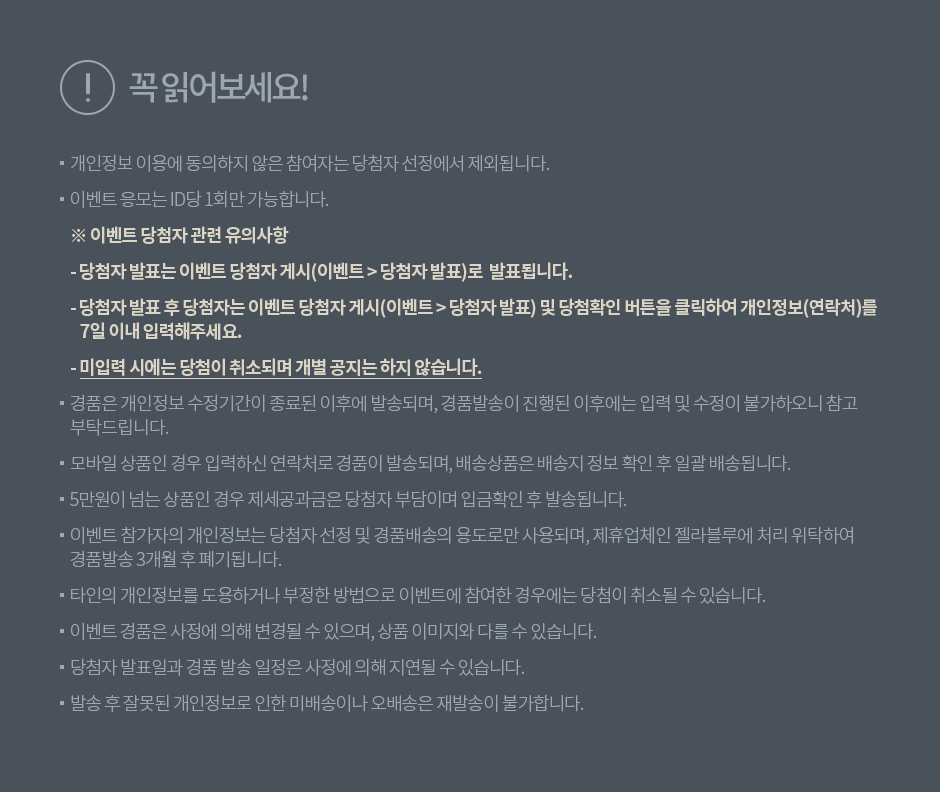 꼭 읽어보세요!
▪ 개인정보 이용에 동의하지 않은 참여자는 당첨자 선정에서 제외됩니다.
▪ 이벤트 응모는 ID당 1회만 가능합니다.
※ 이벤트 당첨자 관련 유의사항
- 당첨자 발표는 이벤트 당첨자 게시(이벤트 > 당첨자 발표)로 발표됩니다.
- 당첨자 발표 후 당첨자는 이벤트 당첨자 게시(이벤트 > 당첨자 발표) 및 당첨확인 버튼을 클릭하여 개인정보(연락처)를
7일 이내 입력해주세요.
- 미입력 시에는 당첨이 취소되며 개별 공지는 하지 않습니다.
▪ 경품은 개인정보 수정기간이 종료된 이후에 발송되며, 경품발송이 진행된 이후에는 입력 및 수정이 불가하오니 참고
부탁드립니다.
▪ 모바일 상품인 경우 입력하신 연락처로 경품이 발송되며, 배송상품은 배송지 정보 확인 후 일괄 배송됩니다.
▪ 5만원이 넘는 상품인 경우 제세공과금은 당첨자 부담이며 입금확인 후 발송됩니다.
▪ 이벤트 참가자의 개인정보는 당첨자 선정 및 경품배송의 용도로만 사용되며, 제휴업체인 젤라블루에 처리 위탁하여
경품발송 3개월 후 폐기됩니다.
▪ 타인의 개인정보를 도용하거나 부정한 방법으로 이벤트에 참여한 경우에는 당첨이 취소될 수 있습니다.
▪ 이벤트 경품은 사정에 의해 변경될 수 있으며, 상품 이미지와 다를 수 있습니다.
▪ 당첨자 발표일과 경품 발송 일정은 사정에 의해 지연될 수 있습니다.
▪ 발송 후 잘못된 개인정보로 인한 미배송이나 오배송은 재발송이 불가합니다.